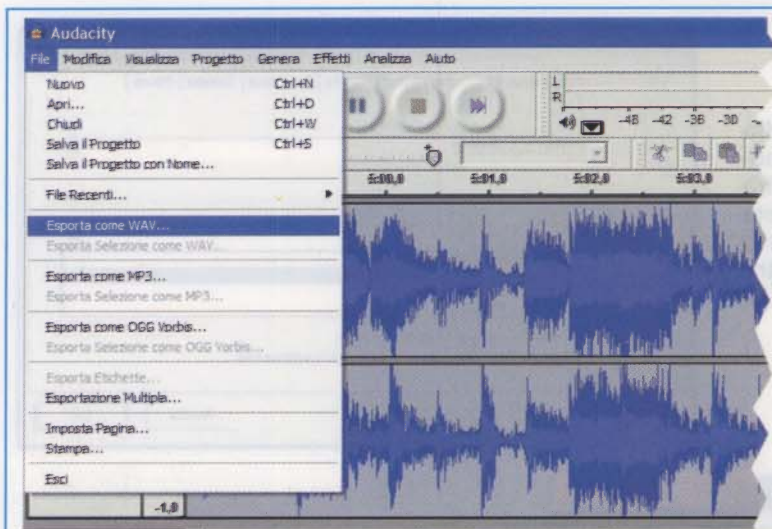 Audacity
File Modifica Visualizza Progetto Genera Effetti Analizza Aiuto
Nuovo Ctrl+N
Apri... Ctrl+O
Chiudi Ctrl+W
Salva il Progetto Ctrl+S
Salva il Progetto con Nome...
File Recenti...
Esporta come WAV...
Esporta Selezione come WAV...
Esporta come MP3...
Esporta Selezione come MP3...
Esporta come OGG Vorbis...
Esporta Selezione come OGG Vorbis...
Esporta Etichette...
Esportazione Multipla...
Imposta Pagina...
Stampa...
Esci
L
R
-48 -42 -36 -30
5:00,0 5:01,0 5:02,0 5:03,0
-1,0